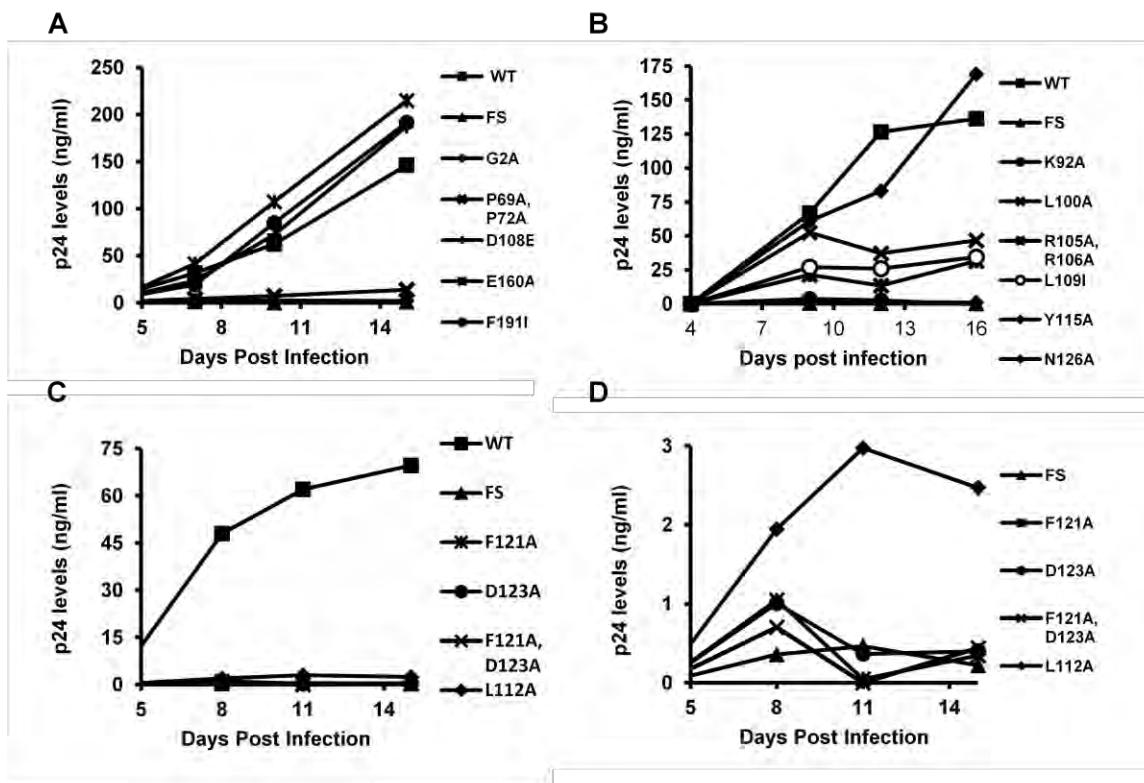 A
p24 levels (ng/ml)
250
200
150
100
50
0
5
8
11
14
Days Post Infection
WT
FS
G2A
P69A,
P72A
D108E
E160A
F191I
B
p24 levels (ng/ml)
175
150
125
100
75
50
25
0
4
7
10
13
16
Days post infection
WT
FS
K92A
L100A
R105A,
R106A
L109I
Y115A
N126A
C
p24 levels (ng/ml)
75
60
45
30
15
0
5
8
11
14
Days Post Infection
WT
FS
F121A
D123A
F121A,
D123A
L112A
D
p24 levels (ng/ml)
3
2
1
0
5
8
11
14
Days Post Infection
FS
F121A
D123A
F121A,
D123A
L112A